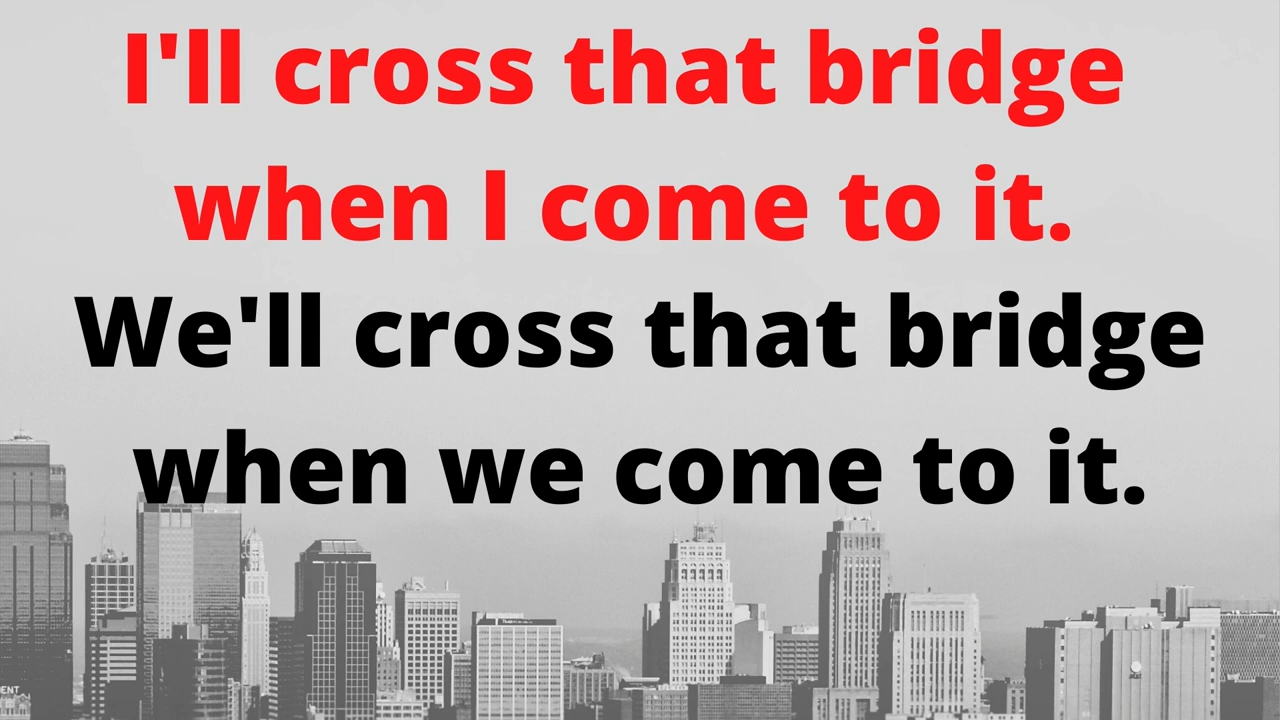 I'll cross that bridge
when I come to it.
We'll cross that bridge
when we come to it.